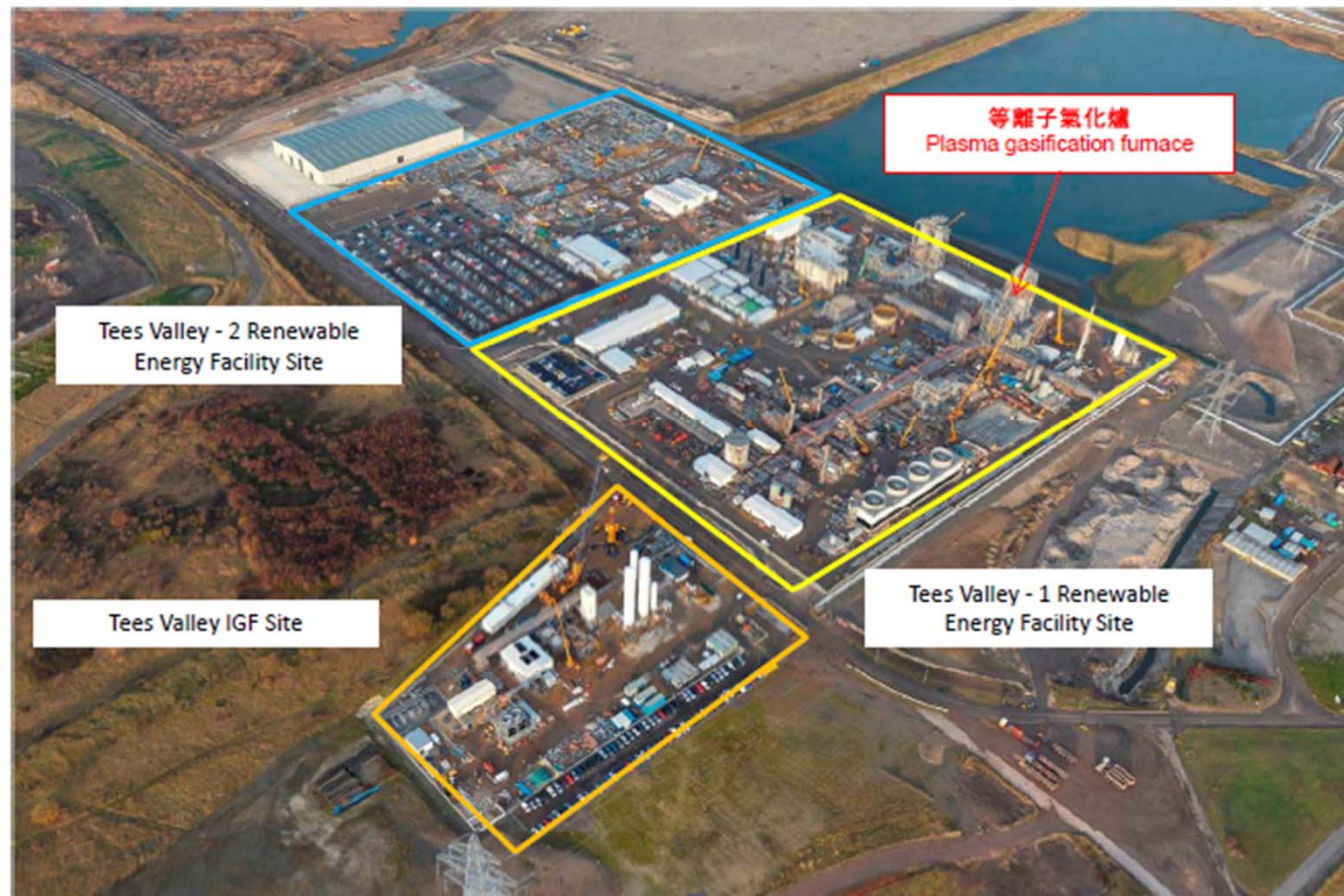 等離子氣化爐
Plasma gasification furnace
Tees Valley - 2 Renewable
Energy Facility Site
Tees Valley IGF Site
Tees Valley - 1 Renewable
Energy Facility Site